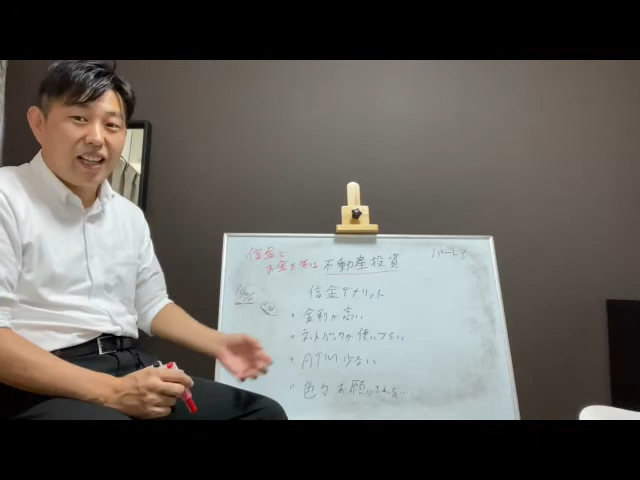 信金で パート
お金を借りる 不動産投資
信金デメリット
・金利が高い
・ネットバンクが使いづらい
・ATM少ない
・色々お願いされる..